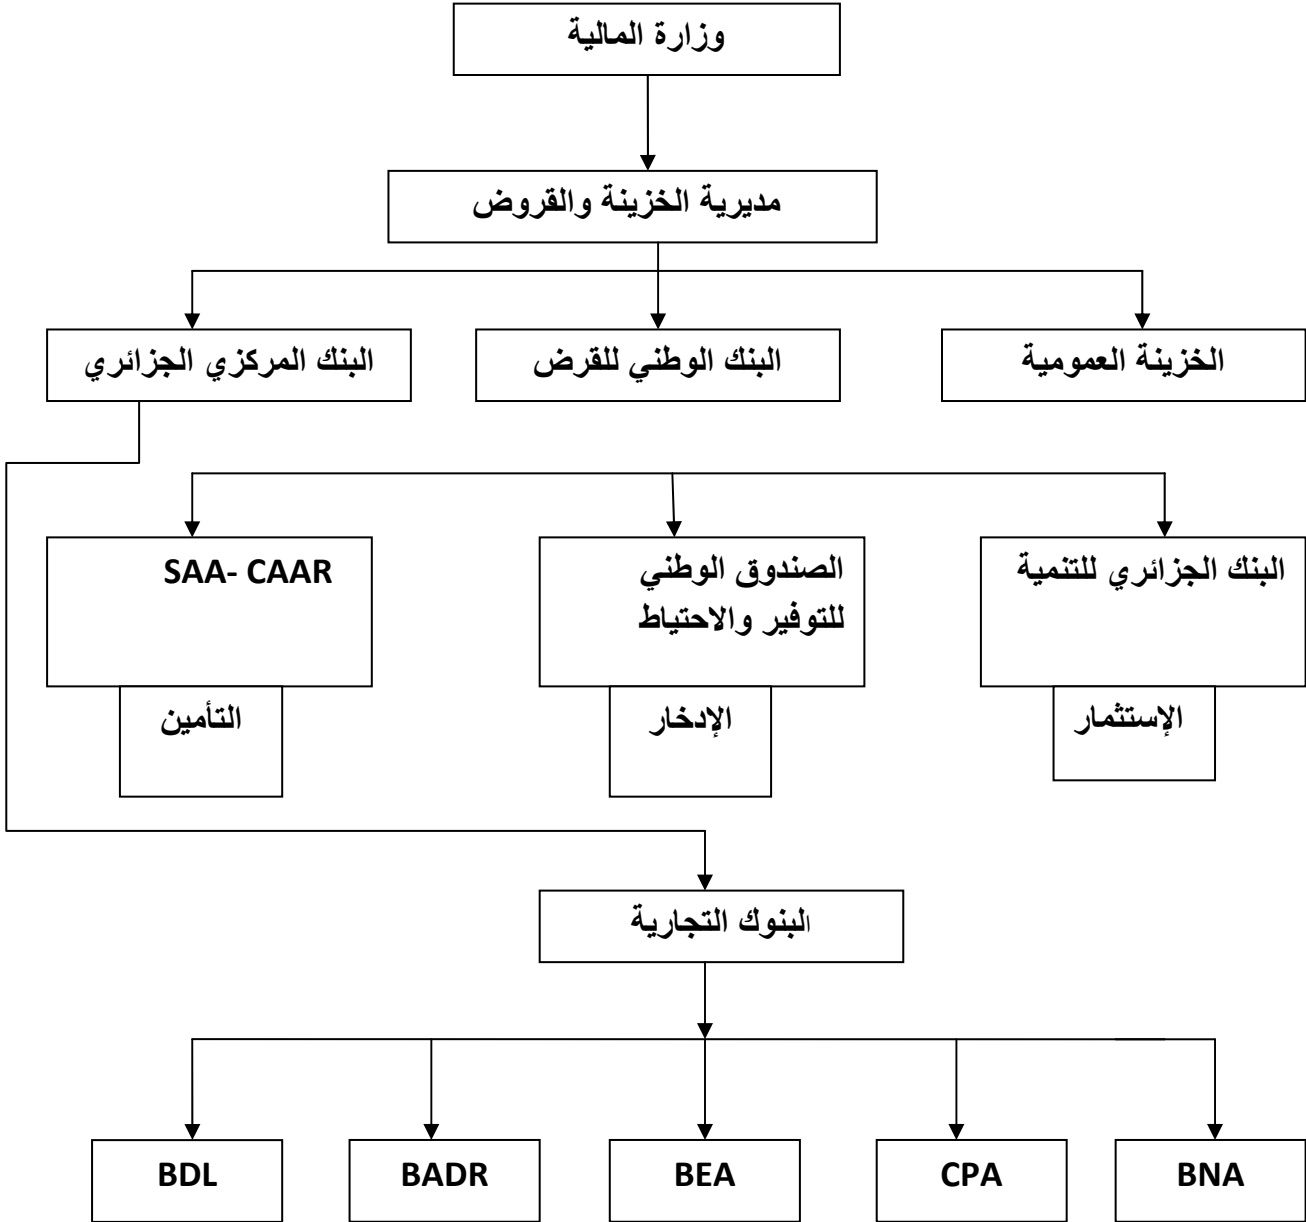 وزارة المالية
مديرية الخزينة والقروض
الخزينة العمومية
البنك الوطني للقرض
البنك المركزي الجزائري
البنك الجزائري للتنمية
الصندوق الوطني
للتوفير والاحتياط
SAA- CAAR
الإستثمار
الإدخار
التأمين
البنوك التجارية
BNA
CPA
BEA
BADR
BDL